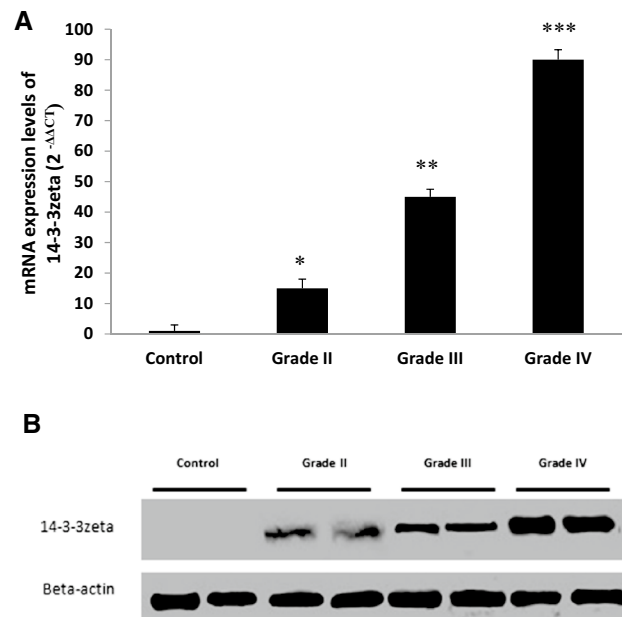 A
mRNA expression levels of
14-3-3zeta (2 -ΔΔCT)
100
90
80
70
60
50
40
30
20
10
0
*
**
***
Control Grade II Grade III Grade IV
B
Control Grade II Grade III Grade IV
14-3-3zeta
Beta-actin